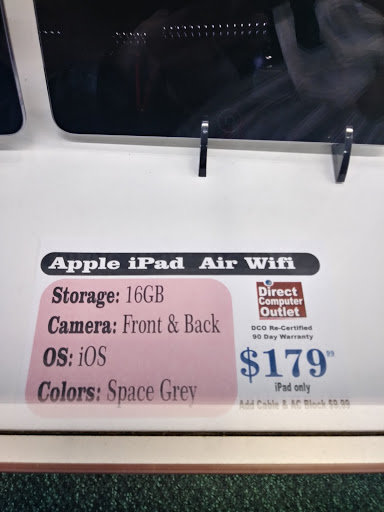 Apple iPad Air Wifi
Storage: 16GB
Camera: Front & Back
OS: iOS
Colors: Space Grey
Direct
Computer
Outlet
DCO Re-Certified
90 Day Warranty
$179.99
iPad only
Add Cable & AC Block $9.99